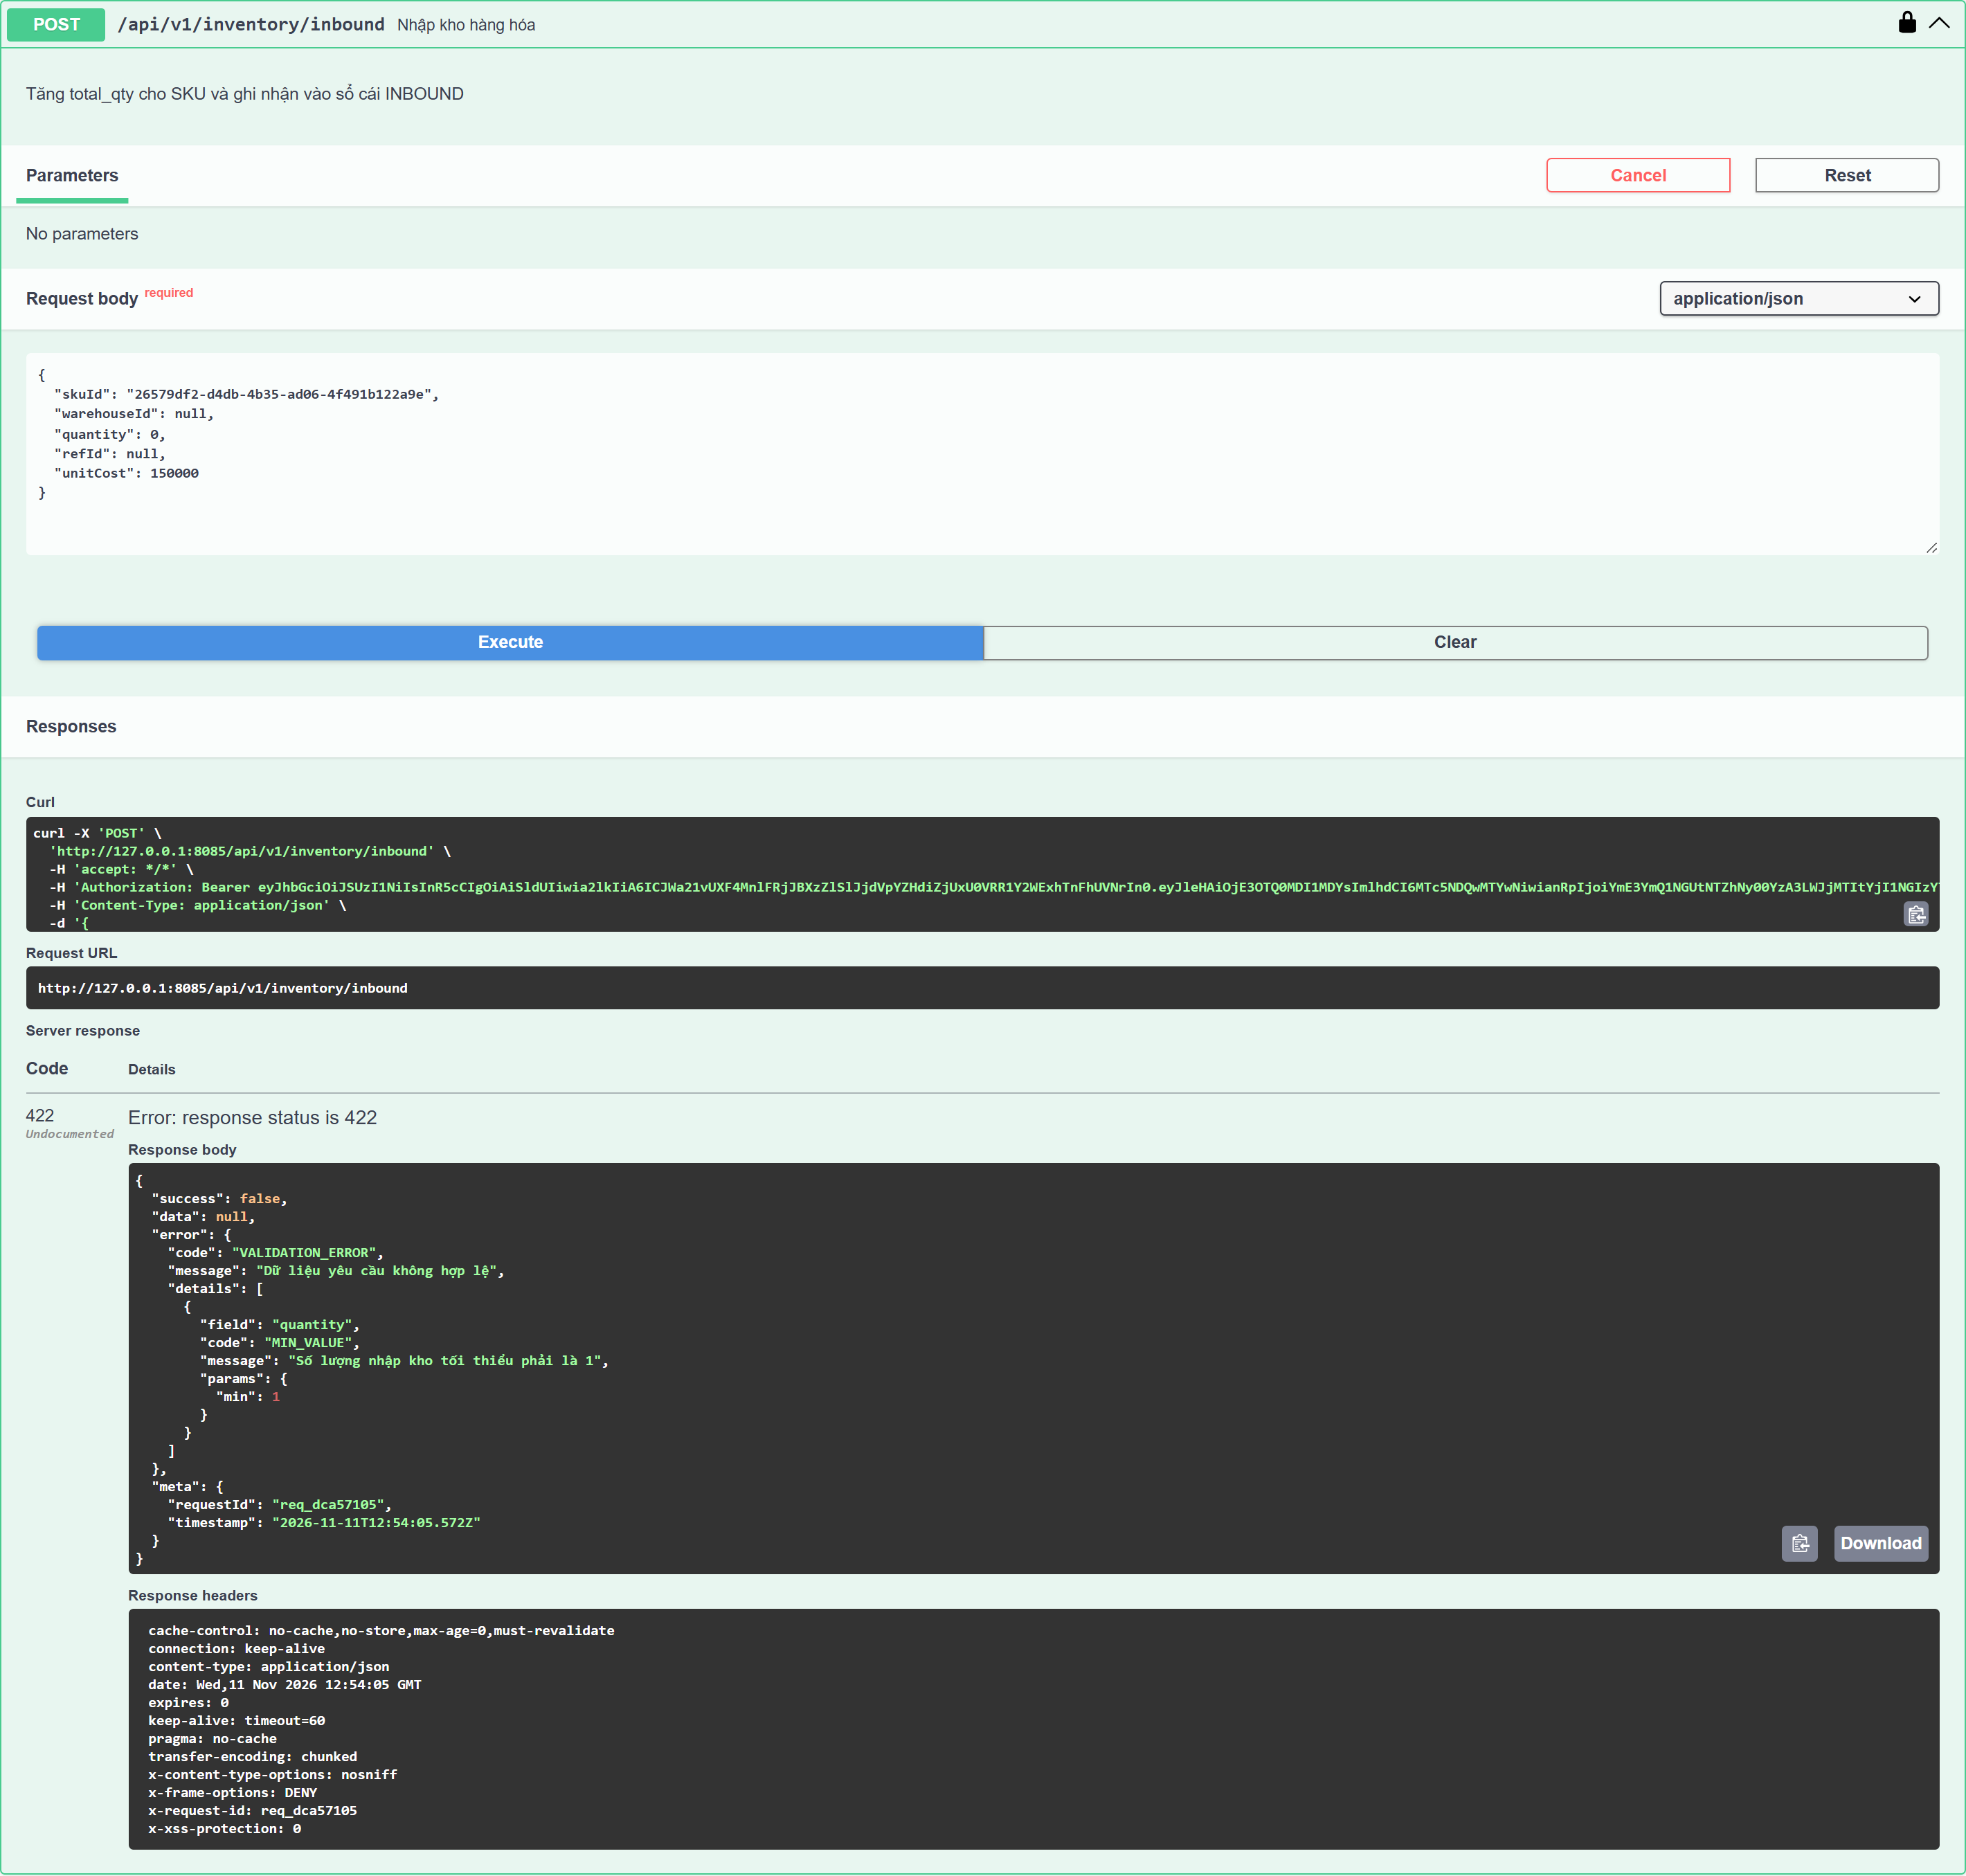 POST /api/v1/inventory/inbound Nhập kho hàng hóa
Tăng total_qty cho SKU và ghi nhận vào sổ cái INBOUND
Parameters
Cancel
Reset
No parameters
Request body required
application/json
{
"skuId": "26579df2-d4db-4b35-ad06-4f491b122a9e",
"warehouseId": null,
"quantity": 0,
"refId": null,
"unitCost": 150000
}
Execute
Clear
Responses
Curl
curl -X 'POST' \
'http://127.0.0.1:8085/api/v1/inventory/inbound' \
-H 'accept: */*' \
-H 'Authorization: Bearer
-H 'Content-Type: application/json' \
-d '{
Request URL
http://127.0.0.1:8085/api/v1/inventory/inbound
Server response
Code Details
422 Error: response status is 422
Undocumented
Response body
{
"success": false,
"data": null,
"error": {
"code": "VALIDATION_ERROR",
"message": "Dữ liệu yêu cầu không hợp lệ",
"details": [
{
"field": "quantity",
"code": "MIN_VALUE",
"message": "Số lượng nhập kho tối thiểu phải là 1",
"params": {
"min": 1
}
}
]
},
"meta": {
"requestId": "req_dca57105",
"timestamp": "2026-11-11T12:54:05.572Z"
}
}
Download
Response headers
cache-control: no-cache,no-store,max-age=0,must-revalidate
connection: keep-alive
content-type: application/json
date: Wed,11 Nov 2026 12:54:05 GMT
expires: 0
keep-alive: timeout=60
pragma: no-cache
transfer-encoding: chunked
x-content-type-options: nosniff
x-frame-options: DENY
x-request-id: req_dca57105
x-xss-protection: 0